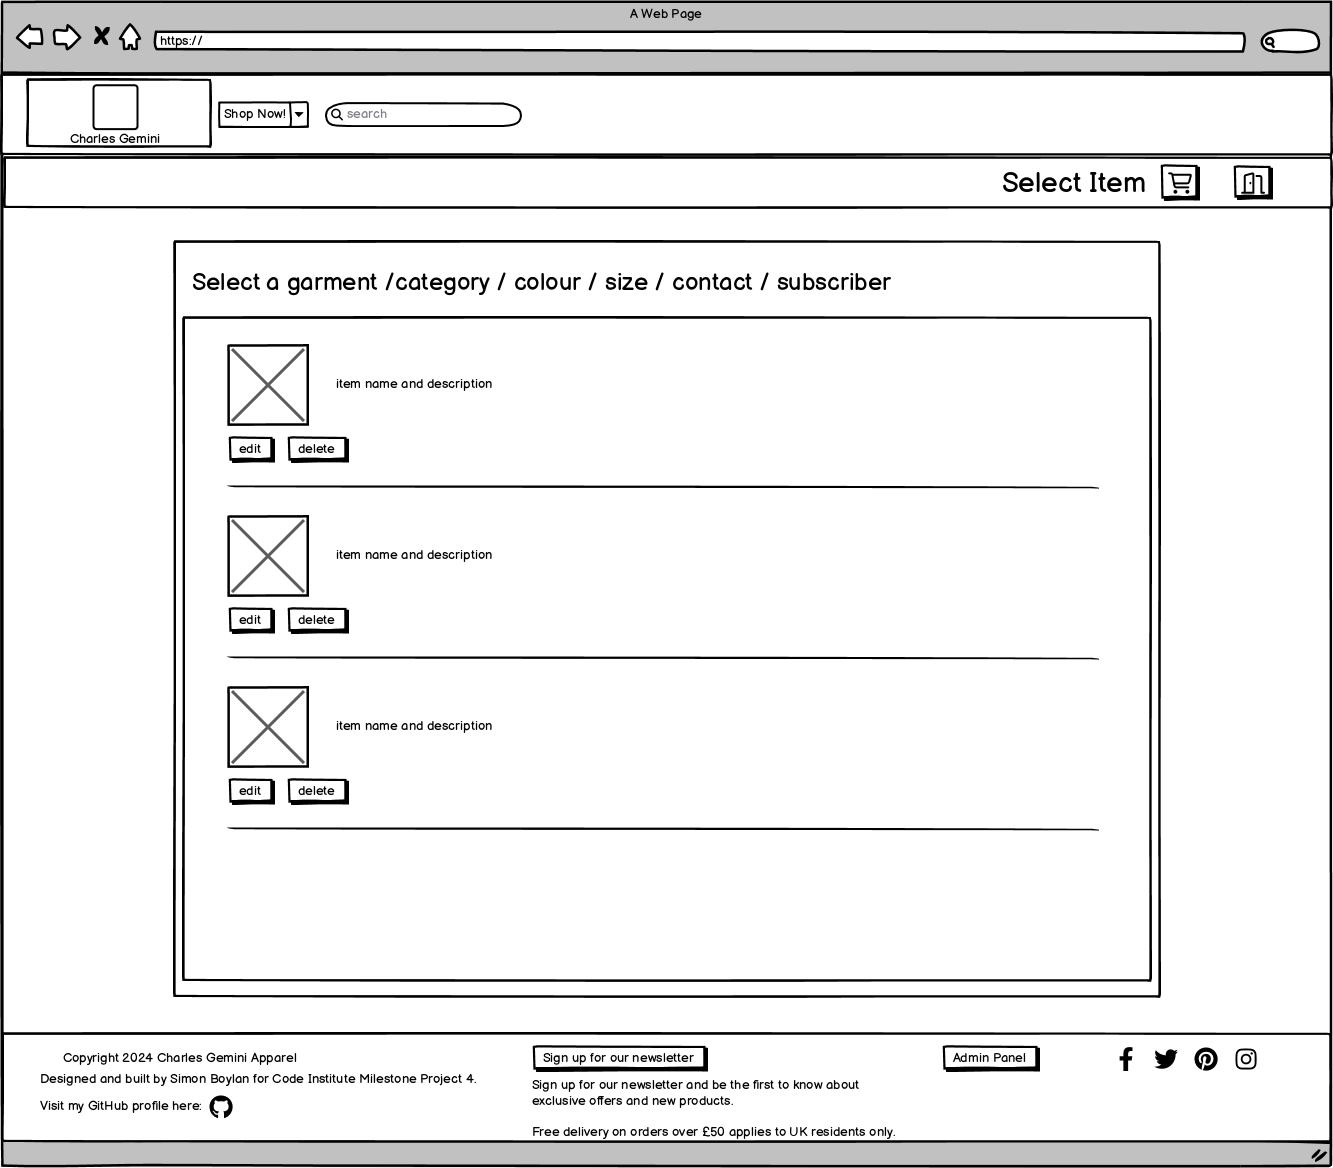 A Web Page
https://
Charles Gemini
Shop Now!
search
Select Item
Select a garment /category / colour / size / contact / subscriber
item name and description
edit
delete
item name and description
edit
delete
item name and description
edit
delete
Copyright 2024 Charles Gemini Apparel
Designed and built by Simon Boylan for Code Institute Milestone Project 4.
Visit my GitHub profile here:
Sign up for our newsletter
Sign up for our newsletter and be the first to know about
exclusive offers and new products.
Free delivery on orders over £50 applies to UK residents only.
Admin Panel